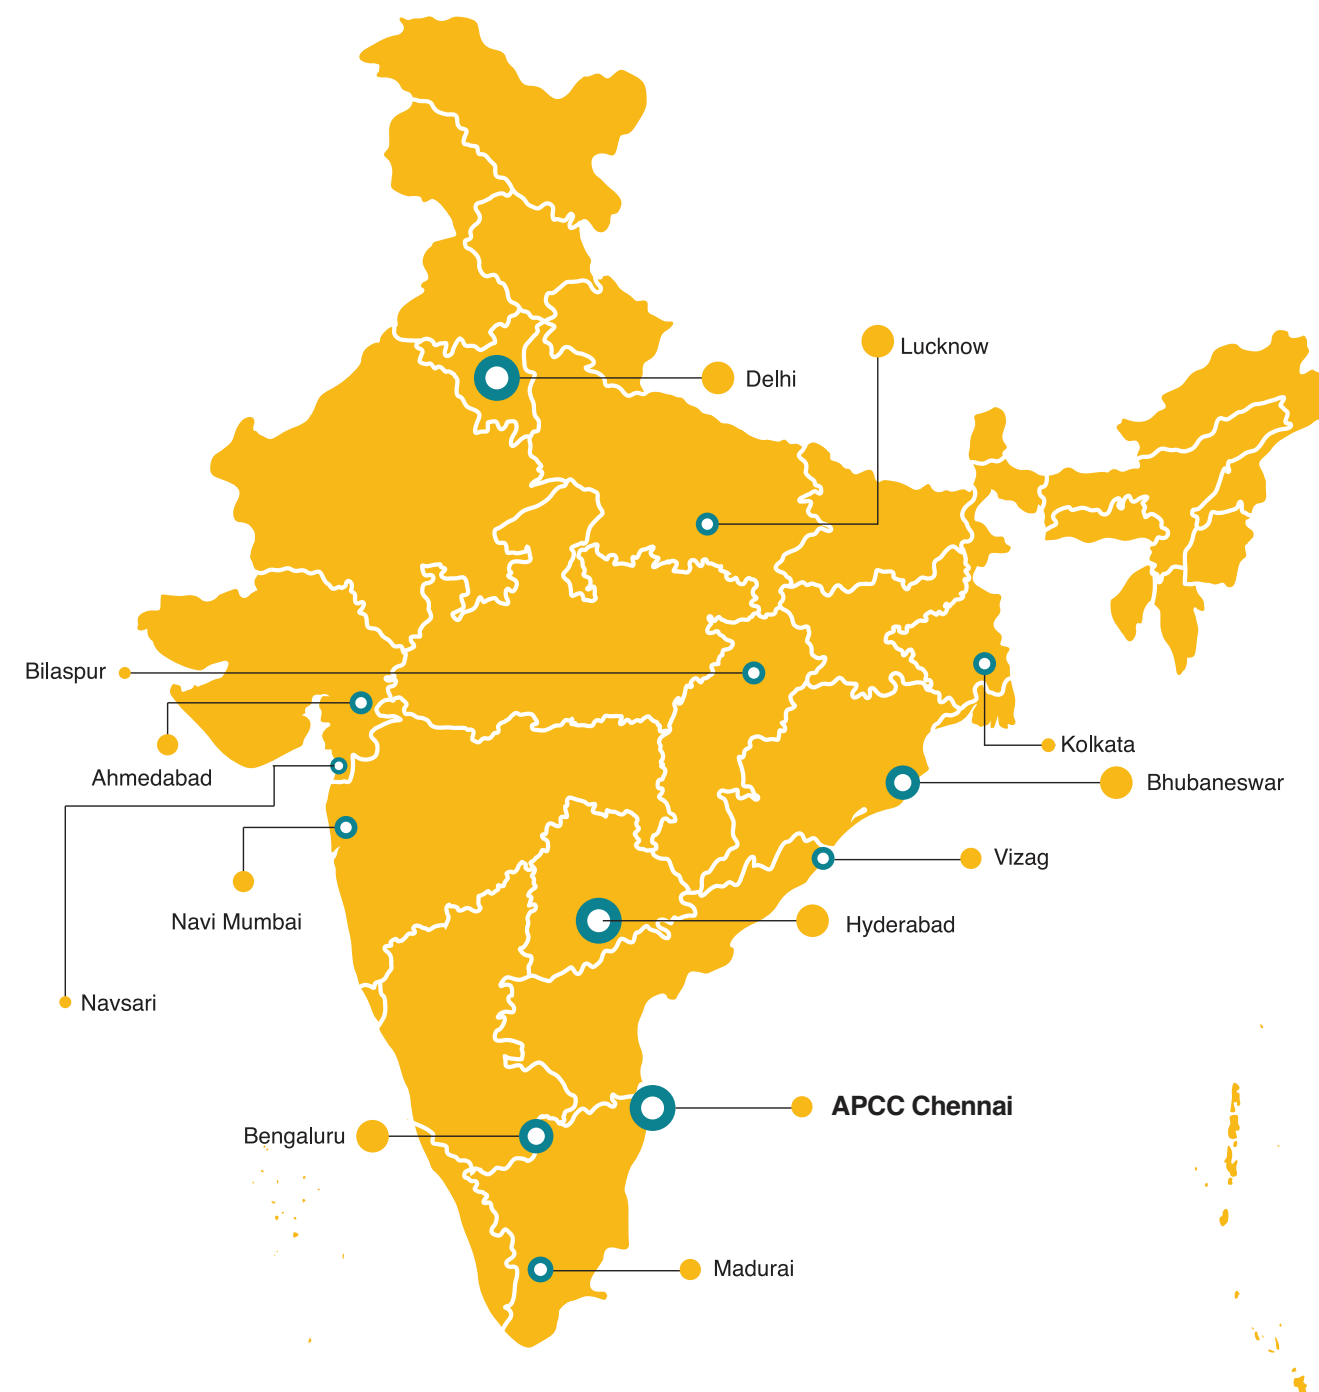 Lucknow
Delhi
Bilaspur
Kolkata
Ahmedabad
Bhubaneswar
Vizag
Navi Mumbai
Hyderabad
Navsari
APCC Chennai
Bengaluru
Madurai